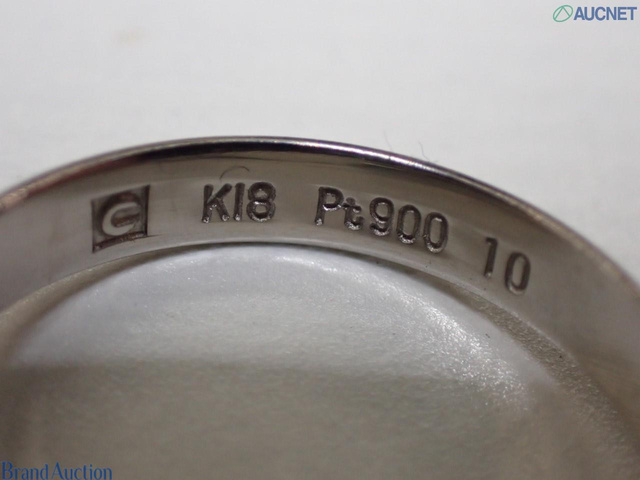 AUCNET
K18 Pt900 10
Brand Auction